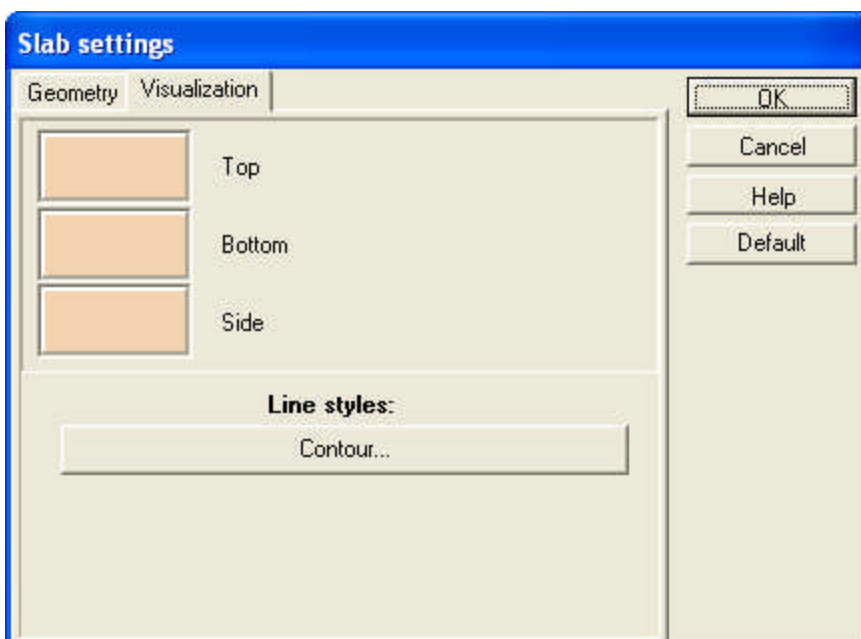 Slab settings
Geometry Visualization
Top
Bottom
Side
Line styles:
Contour...
OK
Cancel
Help
Default